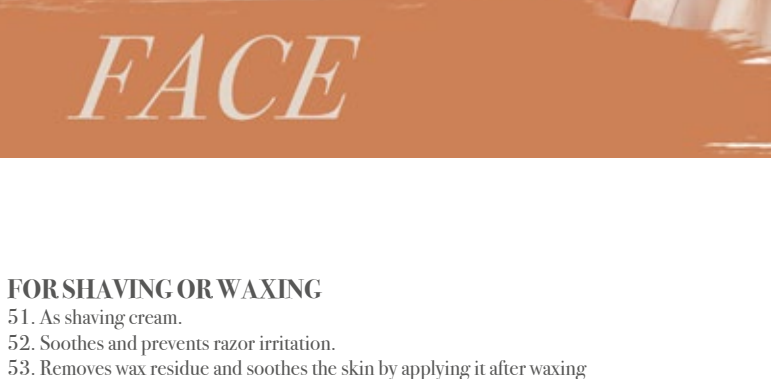 FACE
FOR SHAVING OR WAXING
51. As shaving cream.
52. Soothes and prevents razor irritation.
53. Removes wax residue and soothes the skin by applying it after waxing